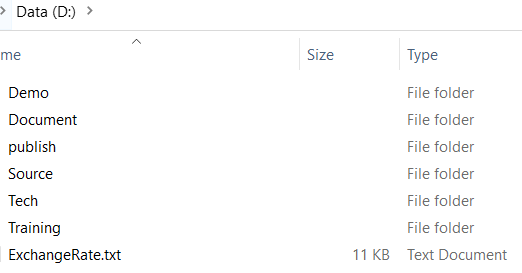 Data (D:)
me Size Type
Demo File folder
Document File folder
publish File folder
Source File folder
Tech File folder
Training File folder
ExchangeRate.txt 11 KB Text Document